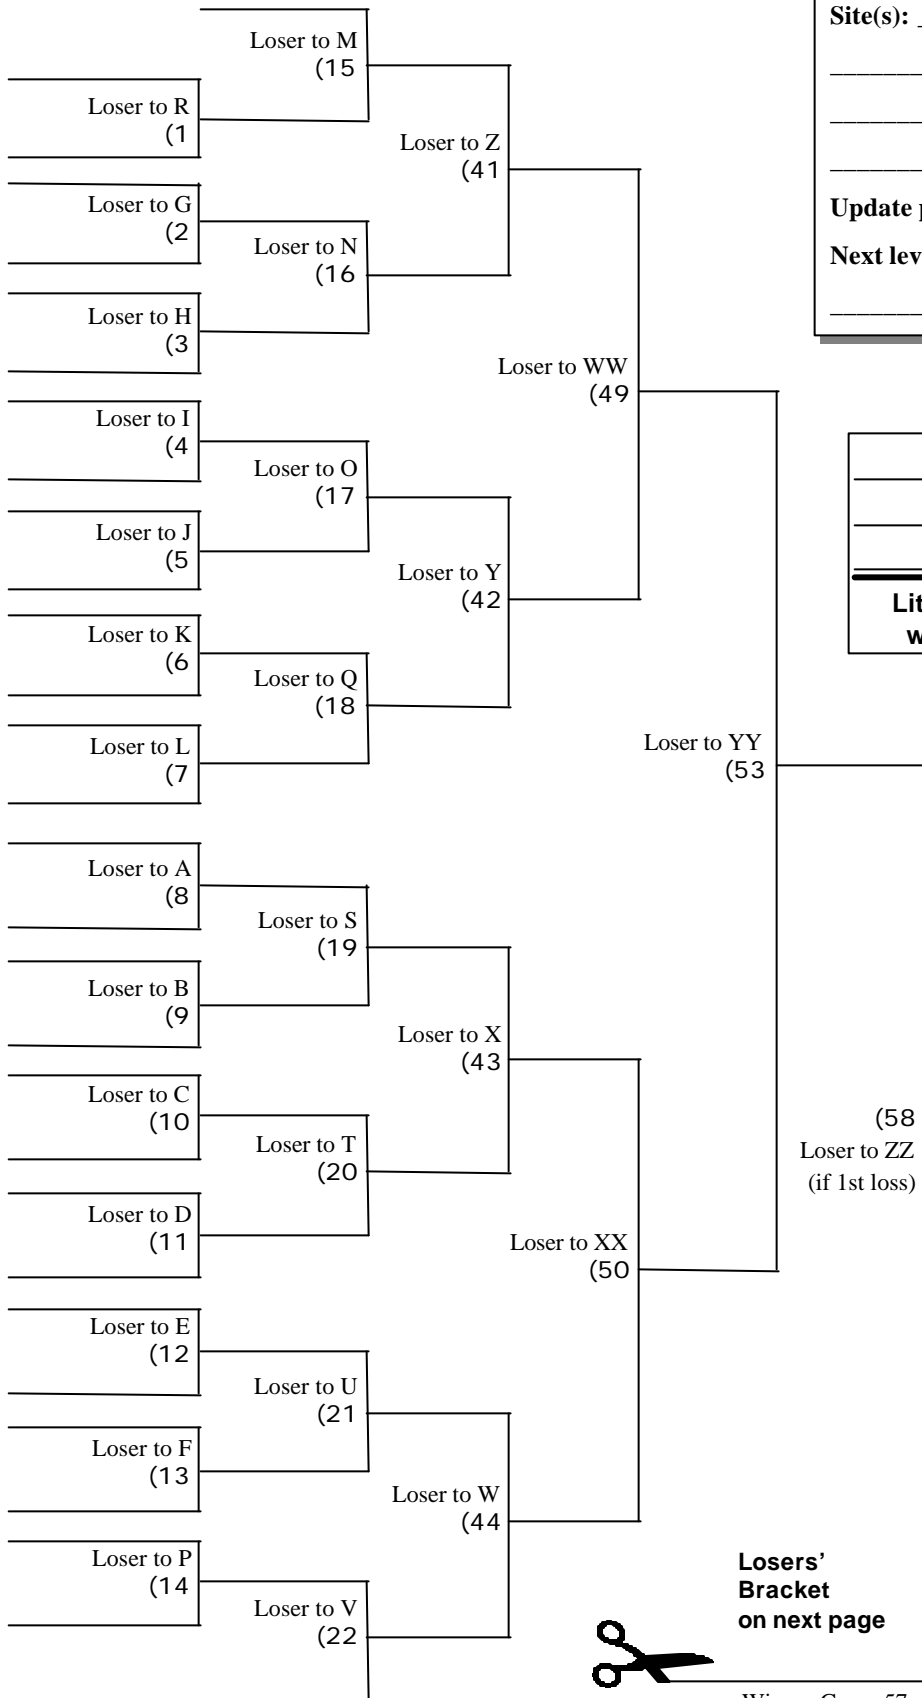 Loser to M
(15
Loser to R
(1
Loser to Z
(41
Loser to G
(2
Loser to N
(16
Loser to H
(3
Loser to WW
(49
Loser to I
(4
Loser to O
(17
Loser to J
(5
Loser to Y
(42
Loser to K
(6
Loser to Q
(18
Loser to L
(7
Loser to YY
(53
Loser to A
(8
Loser to S
(19
Loser to B
(9
Loser to X
(43
Loser to C
(10
Loser to T
(20
Loser to D
(11
Loser to XX
(50
(58
Loser to ZZ
(if 1st loss)
Loser to E
(12
Loser to U
(21
Loser to F
(13
Loser to W
(44
Loser to P
(14
Loser to V
(22
Site(s):
Update
Next
Losers'
Bracket
on next page